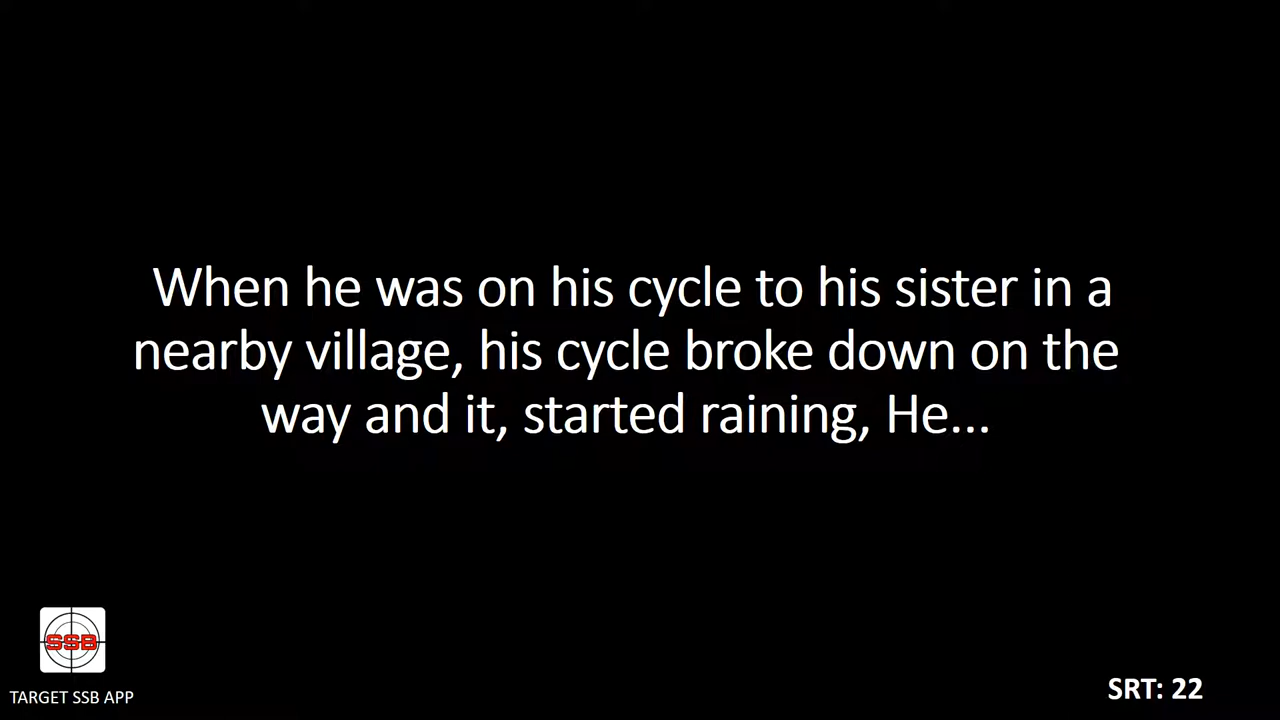 When he was on his cycle to his sister in a
nearby village, his cycle broke down on the
way and it, started raining, He...
SSB
TARGET SSB APP
SRT: 22